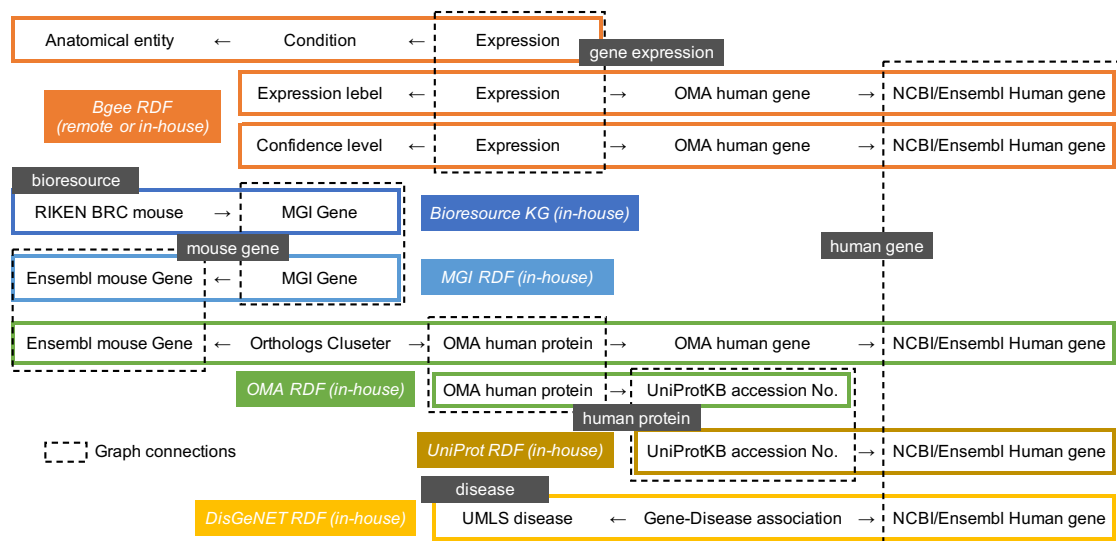 Anatomical entity ← Condition ← Expression
gene expression
Expression lebel ← Expression → OMA human gene → NCBI/Ensembl Human gene
Bgee RDF
(remote or in-house)
Confidence level ← Expression → OMA human gene → NCBI/Ensembl Human gene
bioresource
RIKEN BRC mouse → MGI Gene
Bioresource KG (in-house)
mouse gene
human gene
Ensembl mouse Gene ← MGI Gene
MGI RDF (in-house)
Ensembl mouse Gene ← Orthologs Cluseter → OMA human protein → OMA human gene → NCBI/Ensembl Human gene
OMA RDF (in-house)
OMA human protein → UniProtKB accession No.
human protein
Graph connections
UniProt RDF (in-house)
UniProtKB accession No. → NCBI/Ensembl Human gene
disease
DisGeNET RDF (in-house)
UMLS disease ← Gene-Disease association → NCBI/Ensembl Human gene